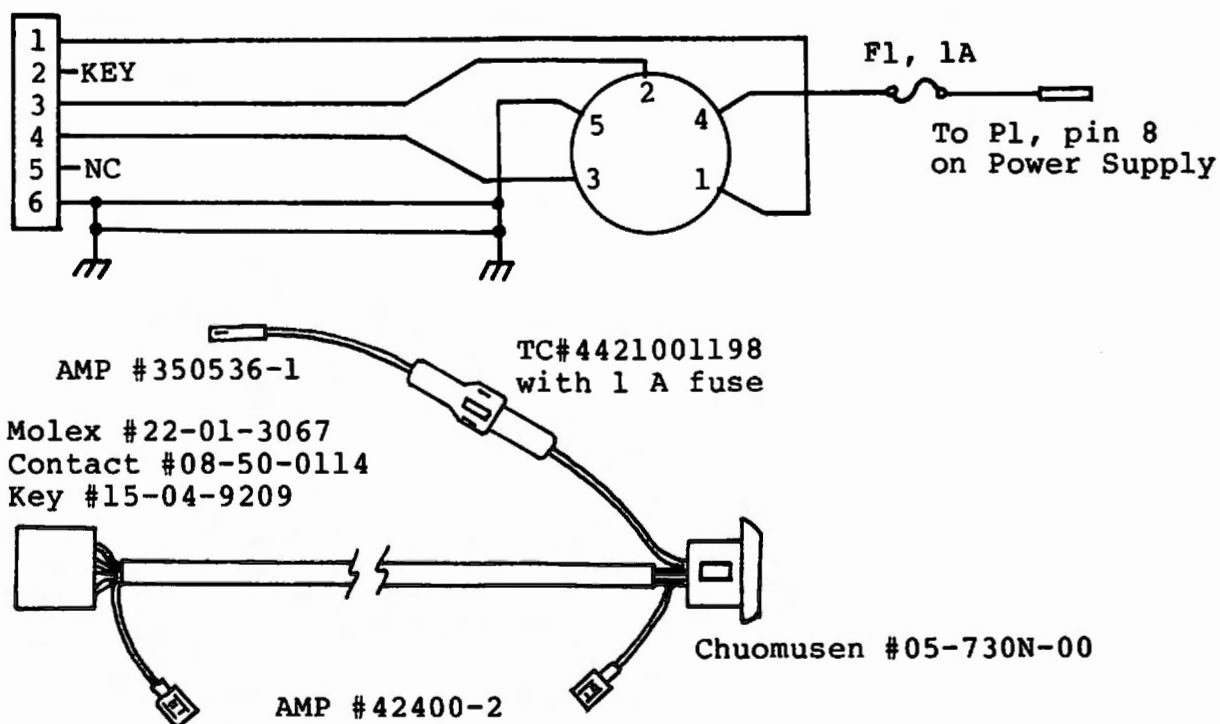 1
2 KEY
3
4
5 NC
6
2
5
4
3
1
F1, 1A
To P1, pin 8
on Power Supply
AMP #350536-1
TC#4421001198
with 1 A fuse
Molex #22-01-3067
Contact #08-50-0114
Key #15-04-9209
Chuomusen #05-730N-00
AMP #42400-2